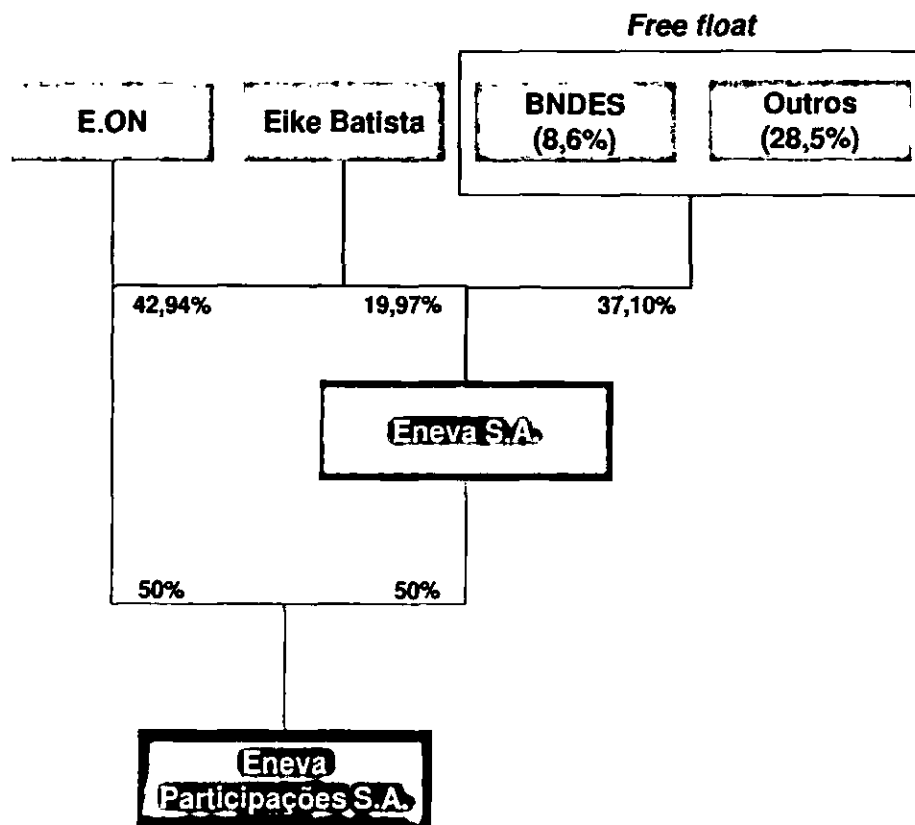 Free float
E.ON
Eike Batista
BNDES
(8,6%)
Outros
(28,5%)
42,94%
19,97%
37,10%
Eneva S.A.
50%
50%
Eneva
Participações S.A.